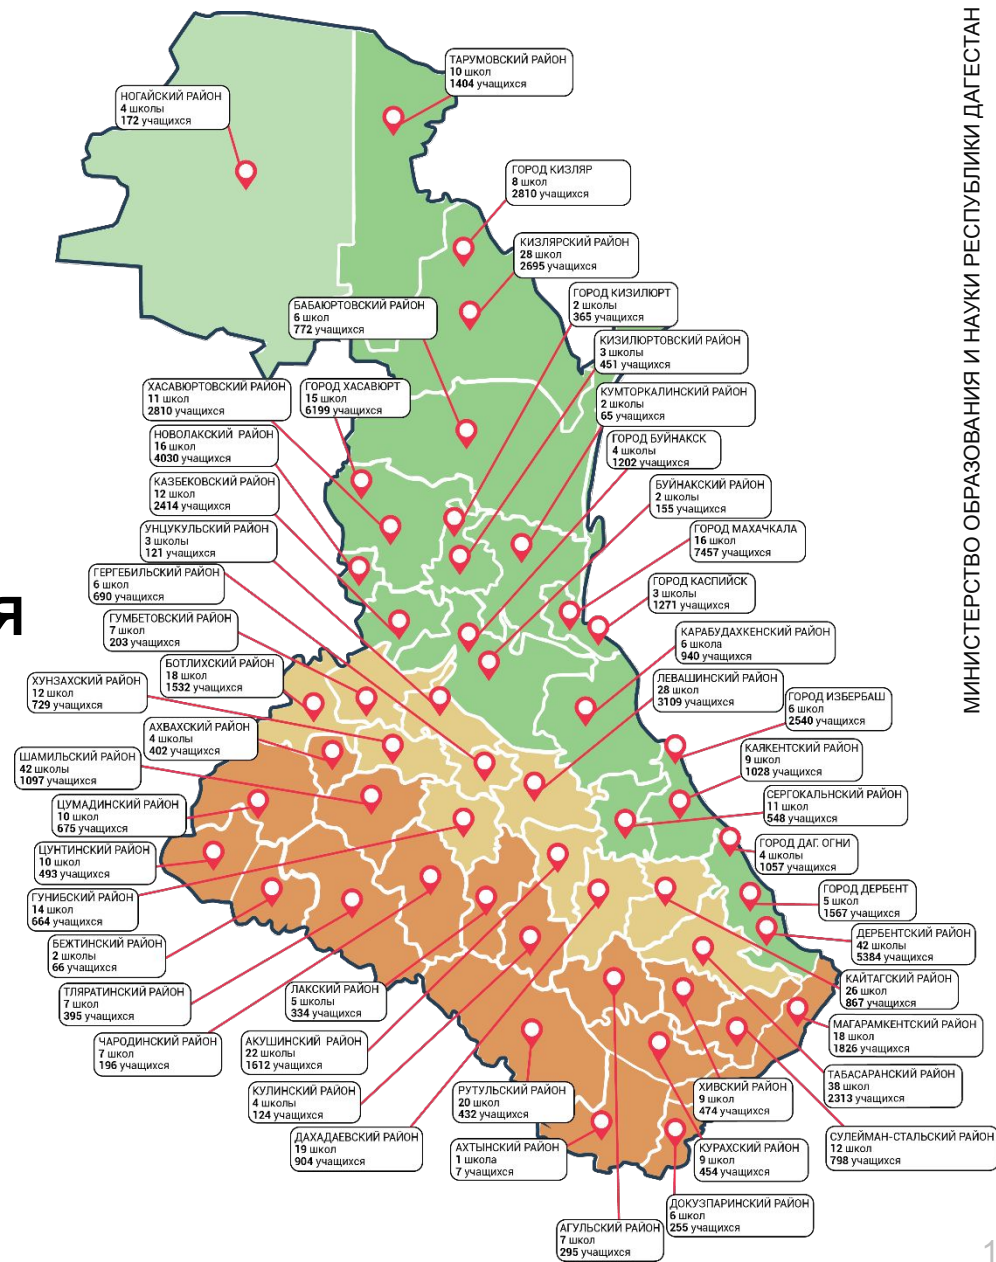 МИНИСТЕРСТВО ОБРАЗОВАНИЯ И НАУКИ РЕСПУБЛИКИ ДАГЕСТАН
ТАРУМОВСКИЙ РАЙОН
10 школ
1404 учащихся
НОГАЙСКИЙ РАЙОН
4 школы
172 учащихся
ГОРОД КИЗЛЯР
8 школ
2810 учащихся
КИЗЛЯРСКИЙ РАЙОН
28 школ
2695 учащихся
ГОРОД КИЗИЛЮРТ
2 школы
365 учащихся
БАБАЮРТОВСКИЙ РАЙОН
6 школ
772 учащихся
КИЗИЛЮРТОВСКИЙ РАЙОН
3 школы
451 учащихся
ХАСАВЮРТОВСКИЙ РАЙОН
11 школ
2810 учащихся
ГОРОД ХАСАВЮРТ
15 школ
6199 учащихся
КУМТОРКАЛИНСКИЙ РАЙОН
2 школы
65 учащихся
НОВОЛАКСКИЙ РАЙОН
16 школ
4030 учащихся
ГОРОД БУЙНАКСК
4 школы
1202 учащихся
КАЗБЕКОВСКИЙ РАЙОН
12 школ
2414 учащихся
БУЙНАКСКИЙ РАЙОН
2 школы
155 учащихся
УНЦУКУЛЬСКИЙ РАЙОН
3 школы
121 учащихся
ГОРОД МАХАЧКАЛА
16 школ
7457 учащихся
ГЕРГЕБИЛЬСКИЙ РАЙОН
6 школ
690 учащихся
ГОРОД КАСПИЙСК
3 школы
1271 учащихся
Я
ГУМБЕТОВСКИЙ РАЙОН
7 школ
203 учащихся
КАРАБУДАХКЕНСКИЙ РАЙОН
6 школа
940 учащихся
БОТЛИХСКИЙ РАЙОН
18 школ
1532 учащихся
ХУНЗАХСКИЙ РАЙОН
12 школ
729 учащихся
ЛЕВАШИНСКИЙ РАЙОН
28 школ
3109 учащихся
ГОРОД ИЗБЕРБАШ
6 школ
2540 учащихся
АХВАХСКИЙ РАЙОН
4 школы
402 учащихся
КАЯКЕНТСКИЙ РАЙОН
9 школ
1028 учащихся
ШАМИЛЬСКИЙ РАЙОН
42 школы
1097 учащихся
СЕРГОКАЛЬНСКИЙ РАЙОН
11 школ
548 учащихся
ЦУМАДИНСКИЙ РАЙОН
10 школ
675 учащихся
ГОРОД ДАГ. ОГНИ
4 школы
1057 учащихся
ЦУНТИНСКИЙ РАЙОН
10 школ
493 учащихся
ГОРОД ДЕРБЕНТ
5 школ
1567 учащихся
ГУНИБСКИЙ РАЙОН
14 школ
664 учащихся
ДЕРБЕНТСКИЙ РАЙОН
42 школы
5384 учащихся
БЕЖТИНСКИЙ РАЙОН
2 школы
66 учащихся
КАЙТАГСКИЙ РАЙОН
26 школ
867 учащихся
ТЛЯРАТИНСКИЙ РАЙОН
7 школ
395 учащихся
ЛАКСКИЙ РАЙОН
5 школы
334 учащихся
МАГАРАМКЕНТСКИЙ РАЙОН
18 школ
1826 учащихся
ЧАРОДИНСКИЙ РАЙОН
7 школ
196 учащихся
АКУШИНСКИЙ РАЙОН
22 школы
1612 учащихся
ТАБАСАРАНСКИЙ РАЙОН
38 школ
2313 учащихся
КУЛИНСКИЙ РАЙОН
4 школы
124 учащихся
РУТУЛЬСКИЙ РАЙОН
20 школ
432 учащихся
ХИВСКИЙ РАЙОН
9 школ
474 учащихся
ДАХАДАЕВСКИЙ РАЙОН
19 школ
904 учащихся
АХТЫНСКИЙ РАЙОН
1 школа
7 учащихся
КУРАХСКИЙ РАЙОН
9 школ
454 учащихся
СУЛЕЙМАН-СТАЛЬСКИЙ РАЙОН
12 школ
798 учащихся
ДОКУЗПАРИНСКИЙ РАЙОН
6 школ
255 учащихся
АГУЛЬСКИЙ РАЙОН
7 школ
295 учащихся
1